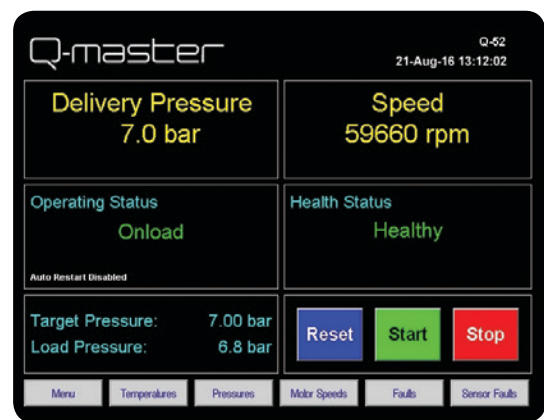 Q-master
Q-52
21-Aug-16 13:12:02
Delivery Pressure
7.0 bar
Speed
59660 rpm
Operating Status
Onload
Auto Restart Disabled
Health Status
Healthy
Target Pressure: 7.00 bar
Load Pressure: 6.8 bar
Reset Start Stop
Menu Temperatures Pressures Motor Speeds Faults Sensor Faults